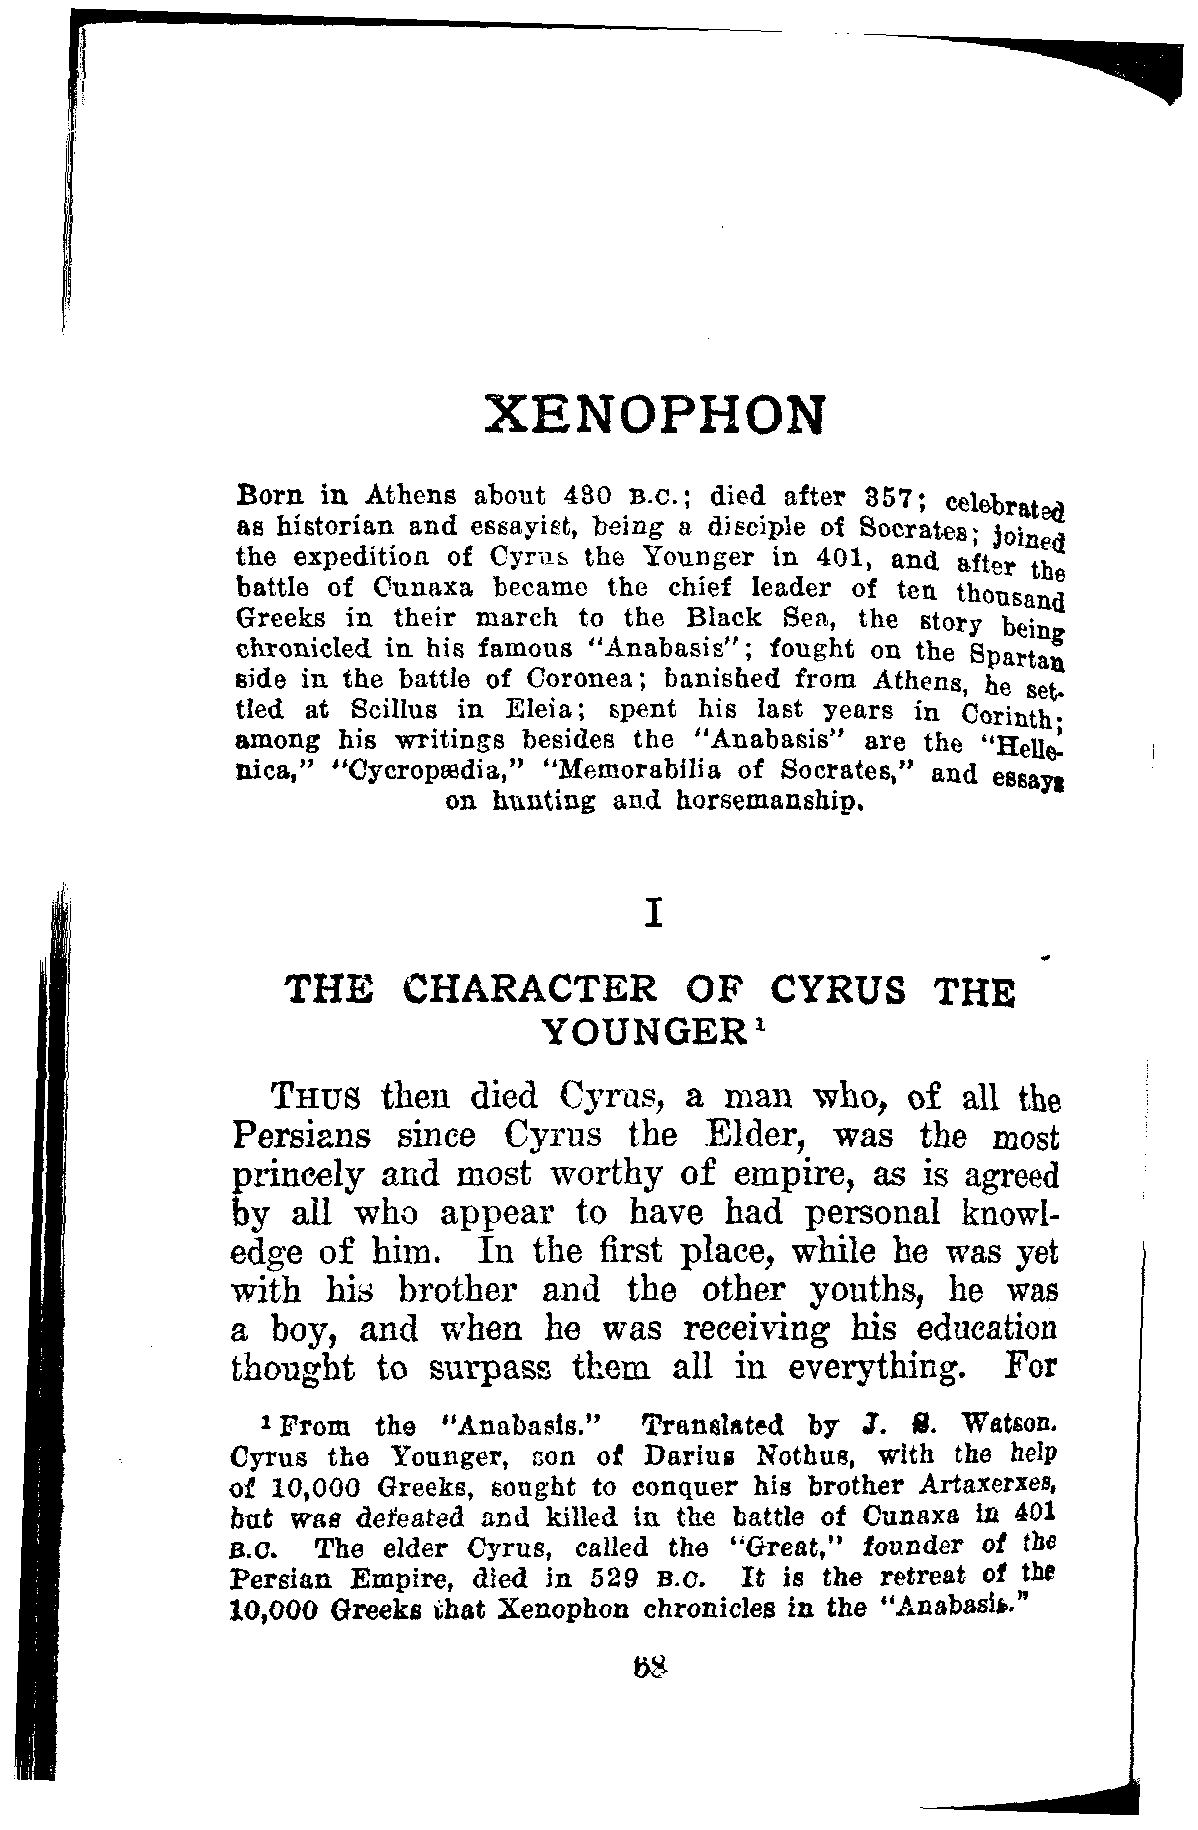 XENOPHON
Born in Athens about 430 B.C.; died after 357; celebrated
as historian and essayist, being a disciple of Socrates; joined
the expedition of Cyrus the Younger in 401, and after the
battle of Cunaxa became the chief leader of ten thousand
Greeks in their march to the Black Sea, the story being
chronicled in his famous "Anabasis"; fought on the Spartan
side in the battle of Coronea; banished from Athens, he set-
tled at Scillus in Eleia; spent his last years in Corinth;
among his writings besides the "Anabasis" are the "Helle-
nica," "Cycropædia," "Memorabilia of Socrates," and essays
on hunting and horsemanship.
I
THE CHARACTER OF CYRUS THE
YOUNGER¹
THUS then died Cyrus, a man who, of all the
Persians since Cyrus the Elder, was the most
princely and most worthy of empire, as is agreed
by all who appear to have had personal knowl-
edge of him. In the first place, while he was yet
with his brother and the other youths, he was
a boy, and when he was receiving his education
thought to surpass them all in everything. For
¹ From the "Anabasis." Translated by J. S. Watson.
Cyrus the Younger, son of Darius Nothus, with the help
of 10,000 Greeks, sought to conquer his brother Artaxerxes,
but was defeated and killed in the battle of Cunaxa in 401
B.C. The elder Cyrus, called the "Great," founder of the
Persian Empire, died in 529 B.C. It is the retreat of the
10,000 Greeks that Xenophon chronicles in the "Anabasis."
68